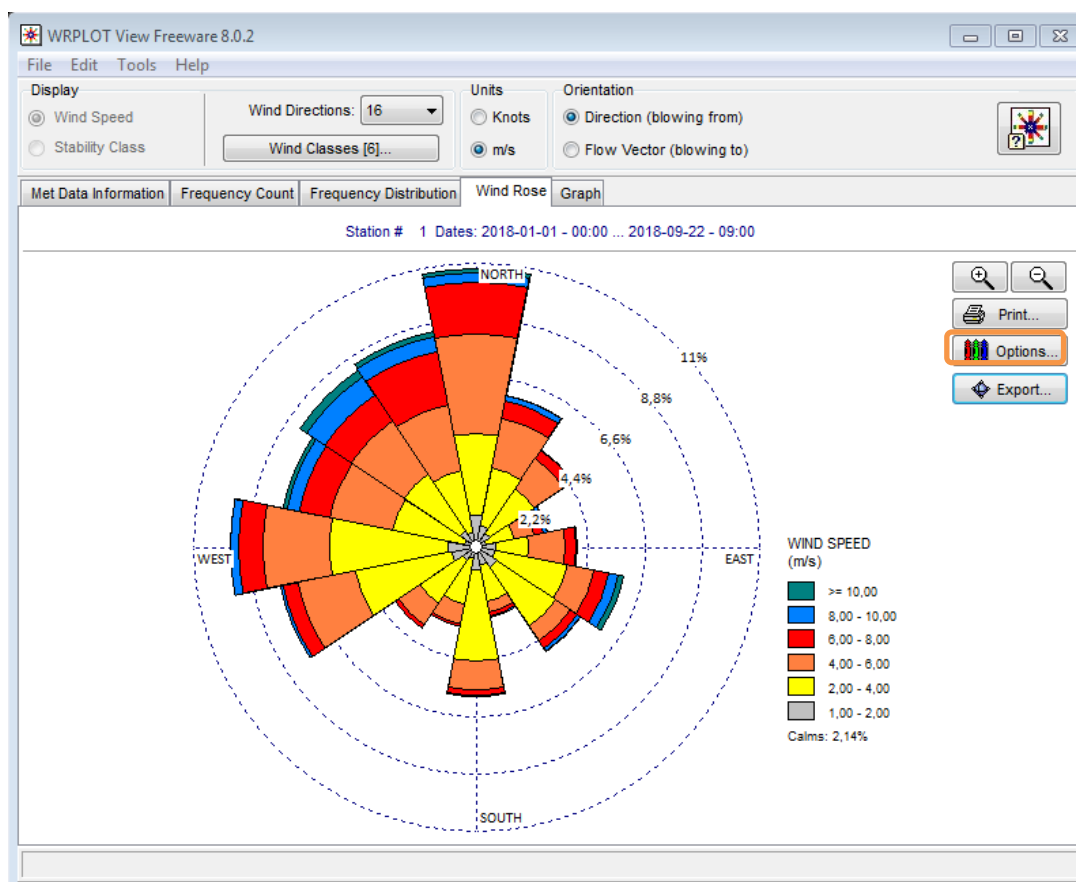 WRPLOT View Freeware 8.0.2
File Edit Tools Help
Display
Wind Speed
Stability Class
Wind Directions: 16
Wind Classes [6]...
Units
Knots
m/s
Orientation
Direction (blowing from)
Flow Vector (blowing to)
?
Met Data Information Frequency Count Frequency Distribution Wind Rose Graph
Station # 1 Dates: 2018-01-01 - 00:00 ... 2018-09-22 - 09:00
NORTH
11%
8,8%
6,6%
4,4%
2,2%
WEST
EAST
SOUTH
Print...
Options...
Export...
WIND SPEED
(m/s)
>= 10,00
8,00 - 10,00
6,00 - 8,00
4,00 - 6,00
2,00 - 4,00
1,00 - 2,00
Calms: 2,14%